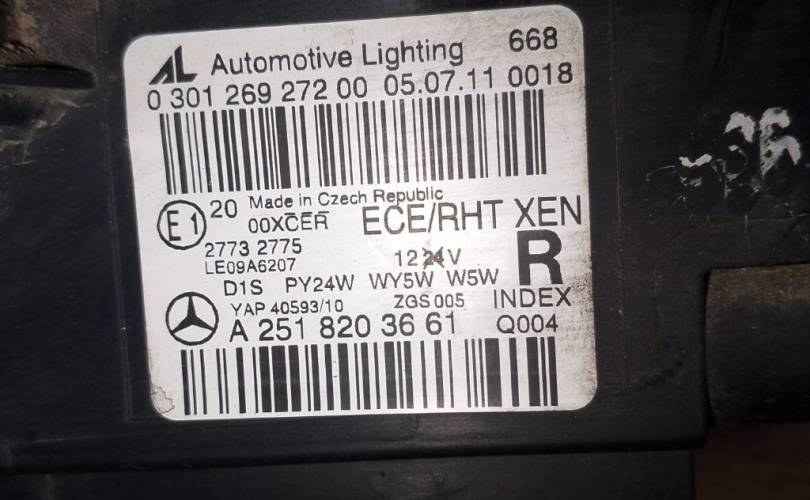 AL Automotive Lighting 668
0 301 269 272 00 05.07.11 0018
E1 20 Made in Czech Republic
00XCER ECE/RHT XEN
2773 2775
LE09A6207 12 V R
D1S PY24W WY5W W5W
YAP 40593/10 ZGS 005 INDEX
A 251 820 36 61 Q004